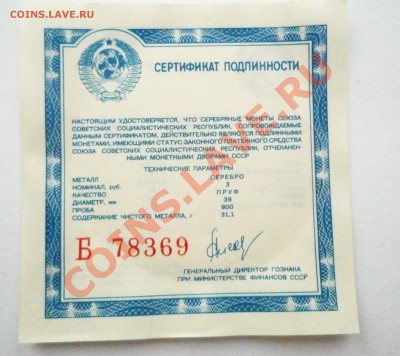 COINS.LAVE.RU
СЕРТИФИКАТ ПОДЛИННОСТИ
НАСТОЯЩИМ УДОСТОВЕРЯЕТСЯ, ЧТО СЕРЕБРЯНЫЕ МОНЕТЫ СОЮЗА
СОВЕТСКИХ СОЦИАЛИСТИЧЕСКИХ РЕСПУБЛИК, СОПРОВОЖДАЕМЫЕ
ДАННЫМ СЕРТИФИКАТОМ, ДЕЙСТВИТЕЛЬНО ЯВЛЯЮТСЯ ПОДЛИННЫМИ
МОНЕТАМИ, ИМЕЮЩИМИ СТАТУС ЗАКОННОГО ПЛАТЕЖНОГО СРЕДСТВА
СОЮЗА СОВЕТСКИХ СОЦИАЛИСТИЧЕСКИХ РЕСПУБЛИК, ОТЧЕКАНЕН-
НЫМИ МОНЕТНЫМИ ДВОРАМИ СССР
ТЕХНИЧЕСКИЕ ПАРАМЕТРЫ
МЕТАЛЛ СЕРЕБРО
НОМИНАЛ, руб. 3
КАЧЕСТВО ПРУФ
ДИАМЕТР, мм 39
ПРОБА 900
СОДЕРЖАНИЕ ЧИСТОГО МЕТАЛЛА, г 31,1
Б 78369
ГЕНЕРАЛЬНЫЙ ДИРЕКТОР ГОЗНАКА
ПРИ МИНИСТЕРСТВЕ ФИНАНСОВ СССР
COINS.LAVE.RU